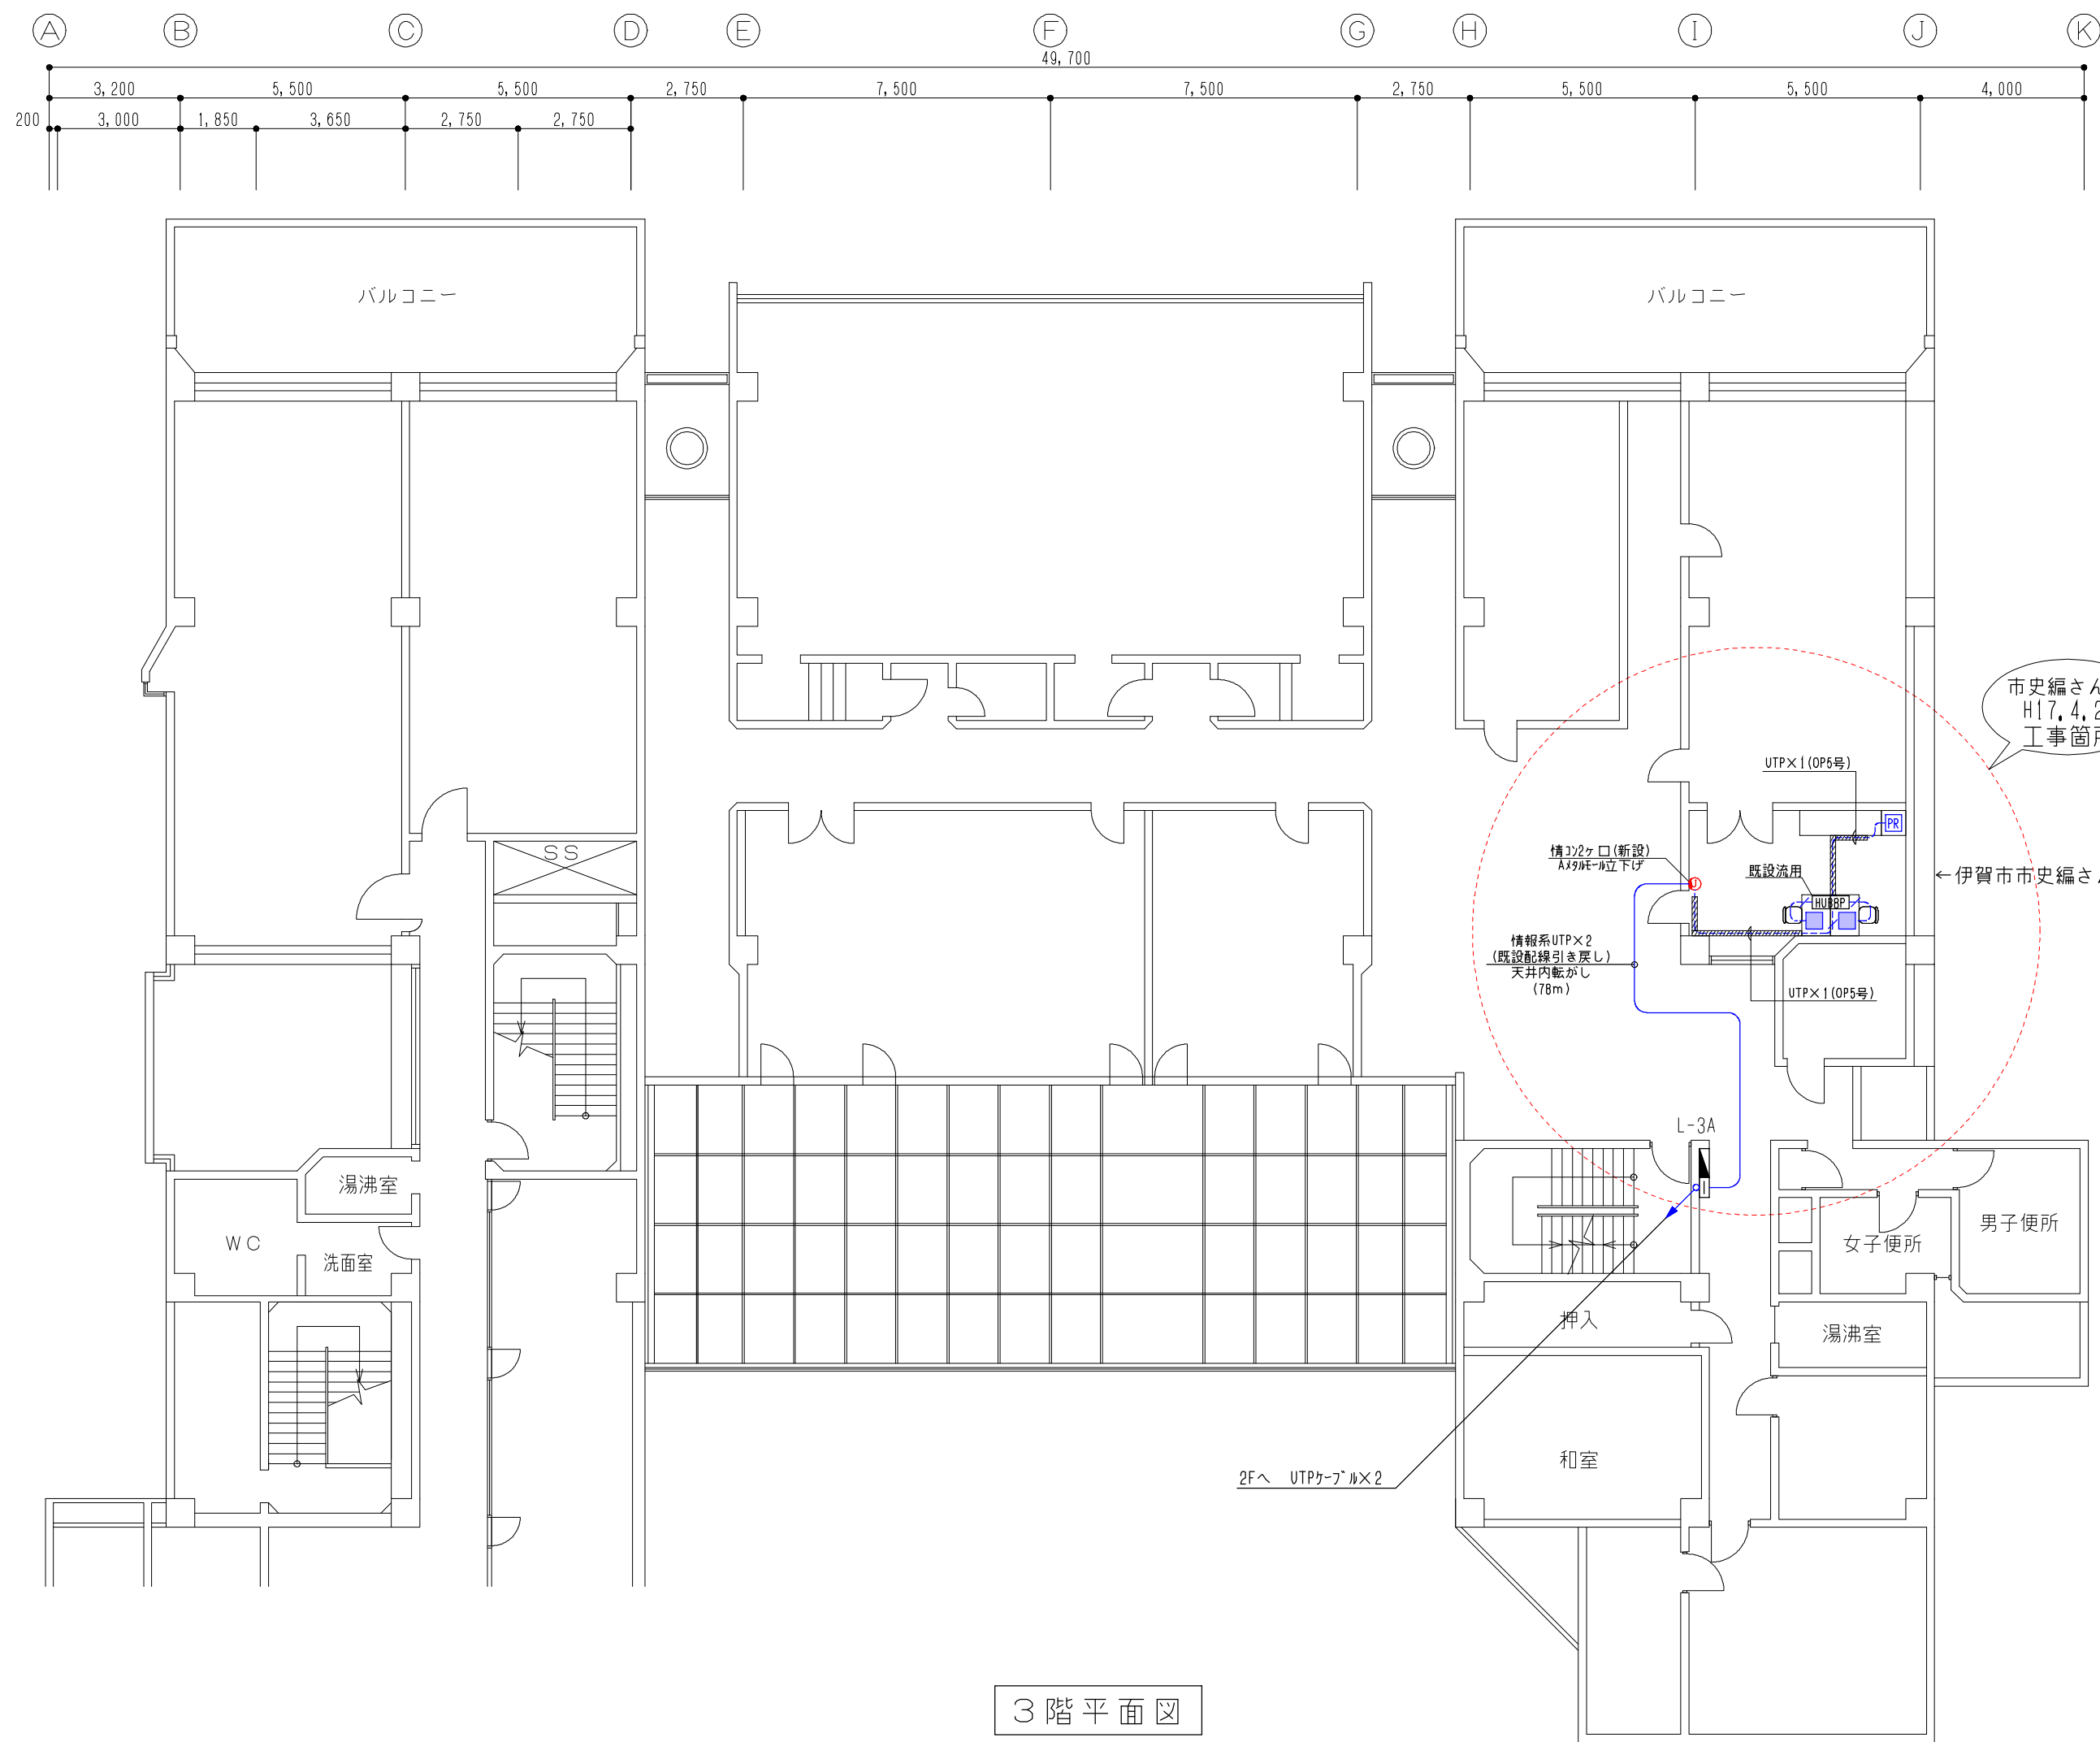 A B C D E F G H I J K
49,700
3,200 5,500 5,500 2,750 7,500 7,500 2,750 5,500 5,500 4,000
200 3,000 1,850 3,650 2,750 2,750
バルコニー バルコニー
市史編さん
H17.4.2
工事箇所
UTP×1(OP5号)
PR
情コン2ケ口(新設)
Aメタルモール立下げ
既設流用
←伊賀市市史編さん
SS
U
HUB8P
情報系UTP×2
(既設配線引き戻し)
天井内転がし
(78m)
UTP×1(OP5号)
L-3A
湯沸室
WC
洗面室
女子便所
男子便所
押入
湯沸室
和室
2Fへ UTPケーブル×2
3階平面図